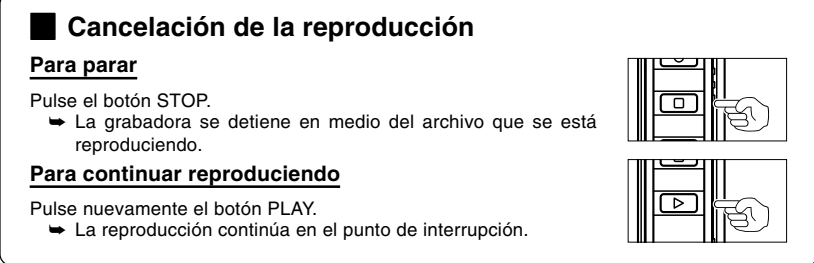 Cancelación de la reproducción
Para parar
Pulse el botón STOP.
➥ La grabadora se detiene en medio del archivo que se está
reproduciendo.
Para continuar reproduciendo
Pulse nuevamente el botón PLAY.
➥ La reproducción continúa en el punto de interrupción.